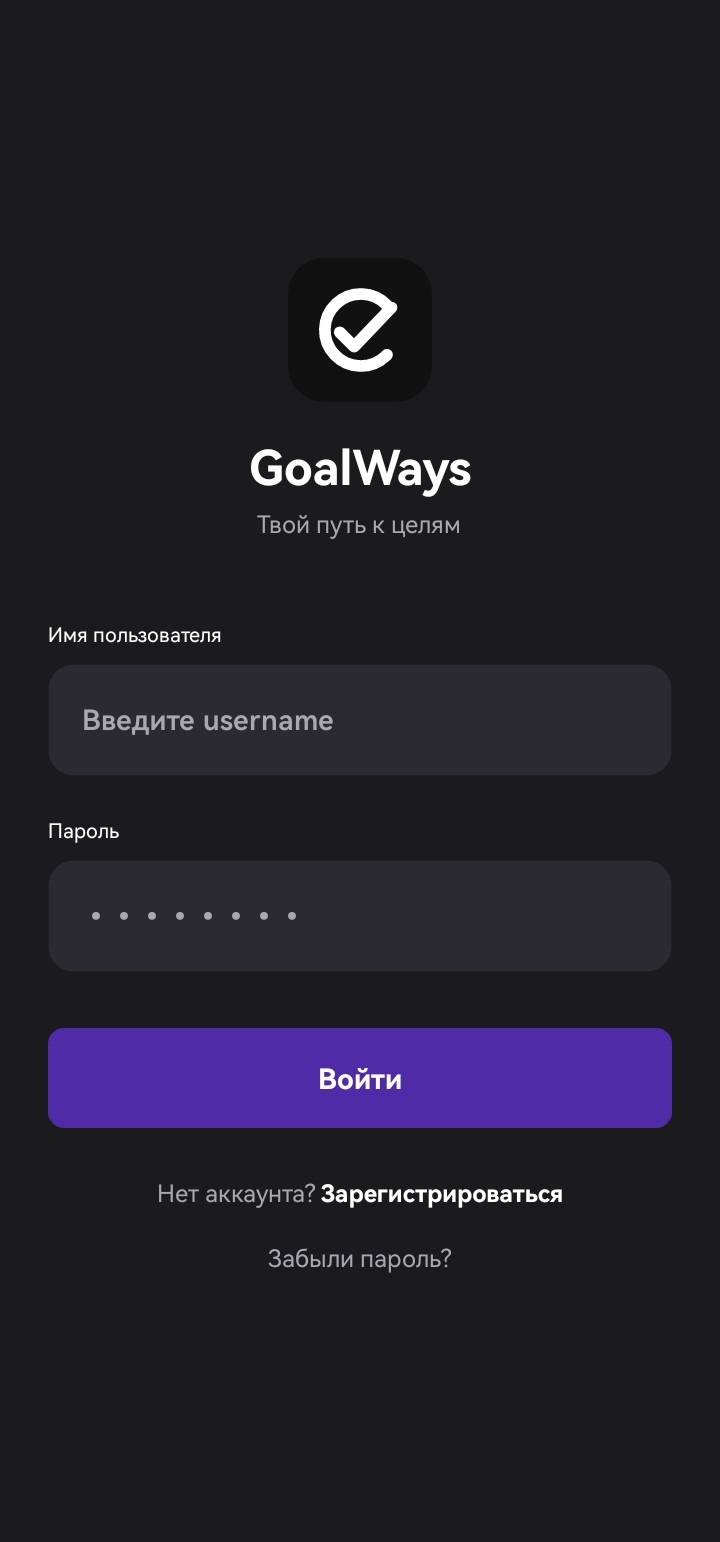 GoalWays
Твой путь к целям
Имя пользователя
Введите username
Пароль
••••••••
Войти
Нет аккаунта? Зарегистрироваться
Забыли пароль?